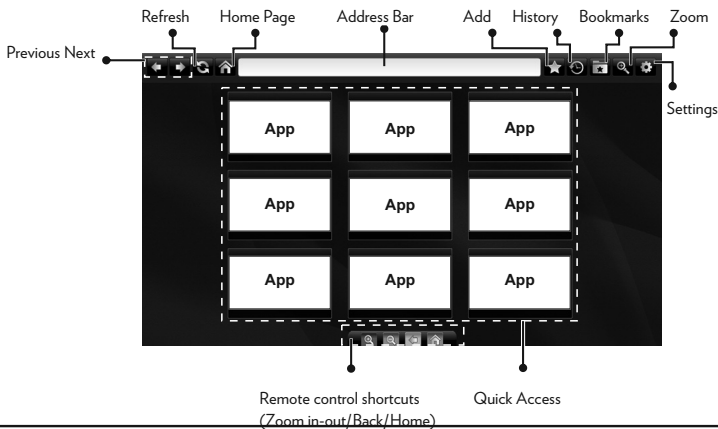 Refresh Home Page Address Bar Add History Bookmarks Zoom
Previous Next
Settings
App App App
App App App
App App App
Remote control shortcuts
(Zoom in-out/Back/Home)
Quick Access